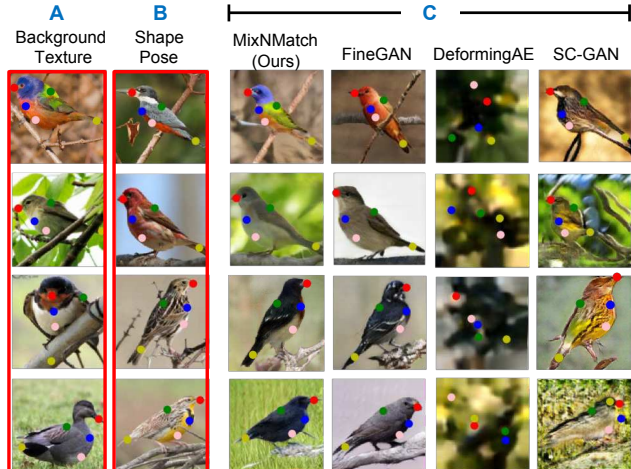 A B C
Background Texture
Shape Pose
MixNMatch (Ours)
FineGAN
DeformingAE
SC-GAN